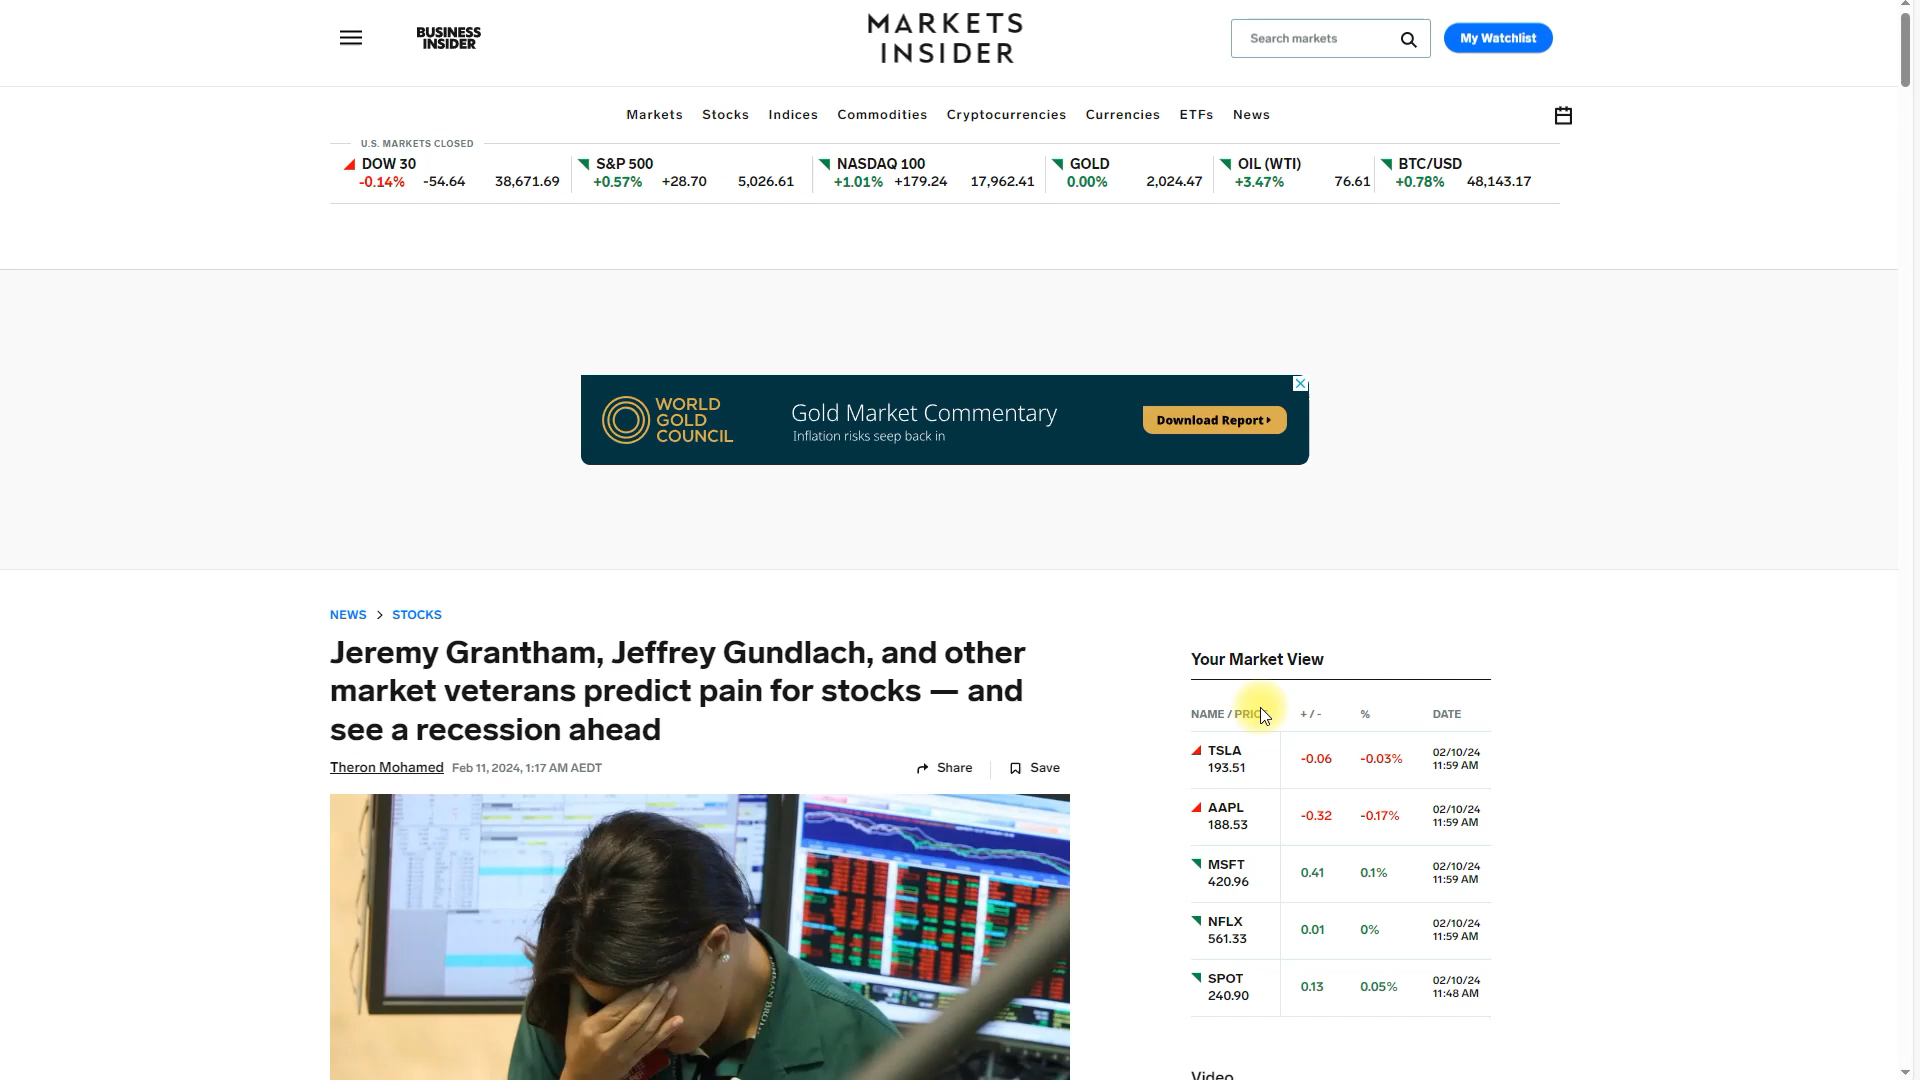 BUSINESS
INSIDER
MARKETS
INSIDER
Search markets
My Watchlist
Markets Stocks Indices Commodities Cryptocurrencies Currencies ETFs News
U.S. MARKETS CLOSED
DOW 30
-0.14% -54.64 38,671.69
S&P 500
+0.57% +28.70 5,026.61
NASDAQ 100
+1.01% +179.24 17,962.41
GOLD
0.00% 2,024.47
OIL (WTI)
+3.47% 76.61
BTC/USD
+0.78% 48,143.17
WORLD
GOLD
COUNCIL
Gold Market Commentary
Inflation risks seep back in
Download Report
NEWS > STOCKS
Jeremy Grantham, Jeffrey Gundlach, and other
market veterans predict pain for stocks — and
see a recession ahead
Theron Mohamed Feb 11, 2024, 1:17 AM AEDT
Share Save
Your Market View
NAME / PRICE + / - % DATE
TSLA
193.51 -0.06 -0.03% 02/10/24
11:59 AM
AAPL
188.53 -0.32 -0.17% 02/10/24
11:59 AM
MSFT
420.96 0.41 0.1% 02/10/24
11:59 AM
NFLX
561.33 0.01 0% 02/10/24
11:59 AM
SPOT
240.90 0.13 0.05% 02/10/24
11:48 AM
Video